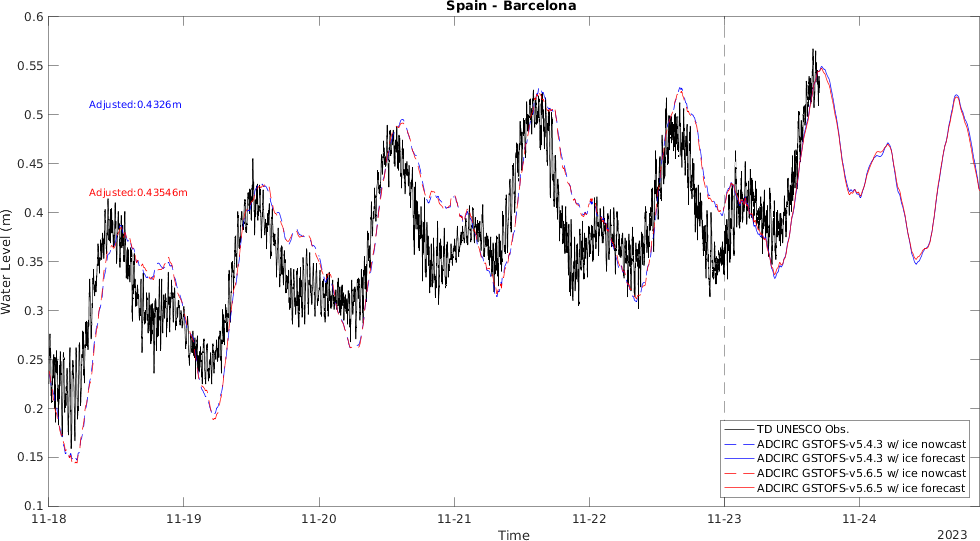 Spain - Barcelona
0.6
0.55
0.5
0.45
0.4
0.35
0.3
0.25
0.2
0.15
0.1
Water Level (m)
Adjusted:0.4326m
Adjusted:0.43546m
TD UNESCO Obs.
ADCIRC GSTOFS-v5.4.3 w/ ice nowcast
ADCIRC GSTOFS-v5.4.3 w/ ice forecast
ADCIRC GSTOFS-v5.6.5 w/ ice nowcast
ADCIRC GSTOFS-v5.6.5 w/ ice forecast
11-18 11-19 11-20 11-21 11-22 11-23 11-24
Time
2023